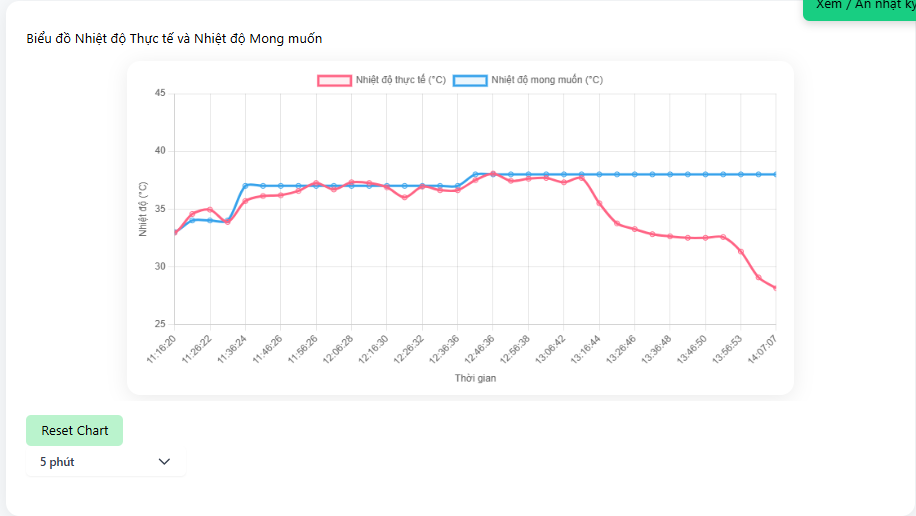 Xem / Ẩn nhật ký
Biểu đồ Nhiệt độ Thực tế và Nhiệt độ Mong muốn
Nhiệt độ thực tế (°C) Nhiệt độ mong muốn (°C)
45
40
35
30
25
Nhiệt độ (°C)
11:16:20 11:26:22 11:36:24 11:46:26 11:56:26 12:06:28 12:16:30 12:26:32 12:36:36 12:46:36 12:56:38 13:06:42 13:16:44 13:26:46 13:36:48 13:46:50 13:56:53 14:07:07
Thời gian
Reset Chart
5 phút